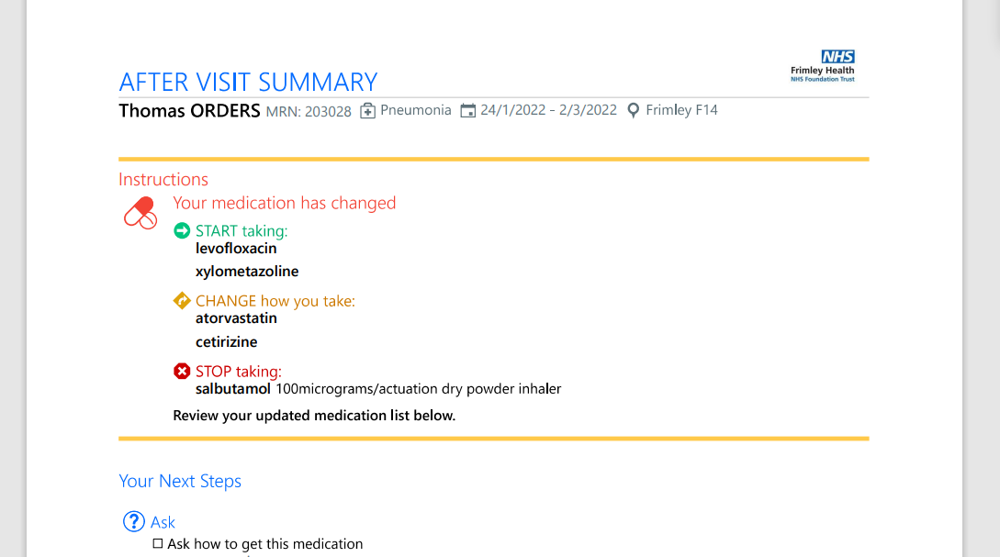 NHS
Frimley Health
NHS Foundation Trust
AFTER VISIT SUMMARY
Thomas ORDERS MRN: 203028 Pneumonia 24/1/2022 - 2/3/2022 Frimley F14
Instructions
Your medication has changed
START taking:
levofloxacin
xylometazoline
CHANGE how you take:
atorvastatin
cetirizine
STOP taking:
salbutamol 100micrograms/actuation dry powder inhaler
Review your updated medication list below.
Your Next Steps
? Ask
☐ Ask how to get this medication